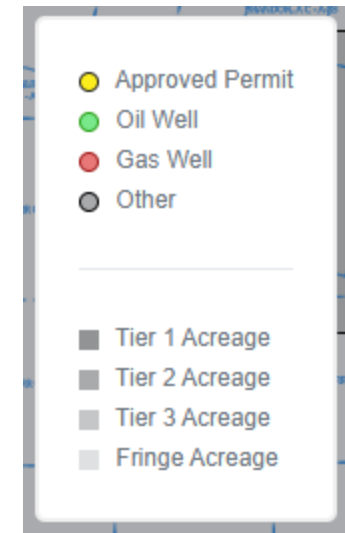 Approved Permit
Oil Well
Gas Well
Other
Tier 1 Acreage
Tier 2 Acreage
Tier 3 Acreage
Fringe Acreage